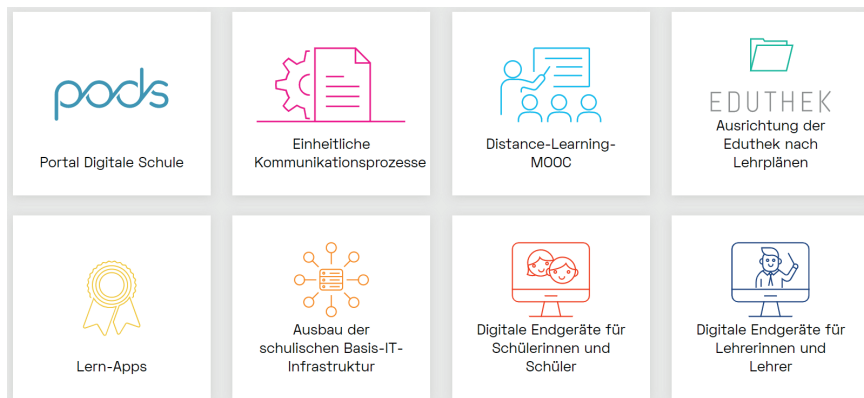 pods
Portal Digitale Schule
Einheitliche
Kommunikationsprozesse
Distance-Learning-
MOOC
EDUTHEK
Ausrichtung der
Eduthek nach
Lehrplänen
Lern-Apps
Ausbau der
schulischen Basis-IT-
Infrastruktur
Digitale Endgeräte für
Schülerinnen und
Schüler
Digitale Endgeräte für
Lehrerinnen und
Lehrer